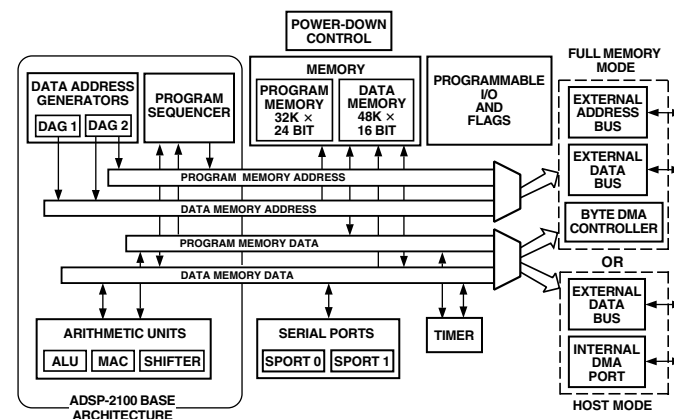 POWER-DOWN
CONTROL
DATA ADDRESS
GENERATORS
DAG 1
DAG 2
PROGRAM
SEQUENCER
MEMORY
PROGRAM
MEMORY
32K ×
24 BIT
DATA
MEMORY
48K ×
16 BIT
PROGRAMMABLE
I/O
AND
FLAGS
FULL MEMORY
MODE
EXTERNAL
ADDRESS
BUS
EXTERNAL
DATA
BUS
BYTE DMA
CONTROLLER
OR
EXTERNAL
DATA
BUS
INTERNAL
DMA
PORT
HOST MODE
PROGRAM MEMORY ADDRESS
DATA MEMORY ADDRESS
PROGRAM MEMORY DATA
DATA MEMORY DATA
ARITHMETIC UNITS
ALU
MAC
SHIFTER
SERIAL PORTS
SPORT 0
SPORT 1
TIMER
ADSP-2100 BASE
ARCHITECTURE